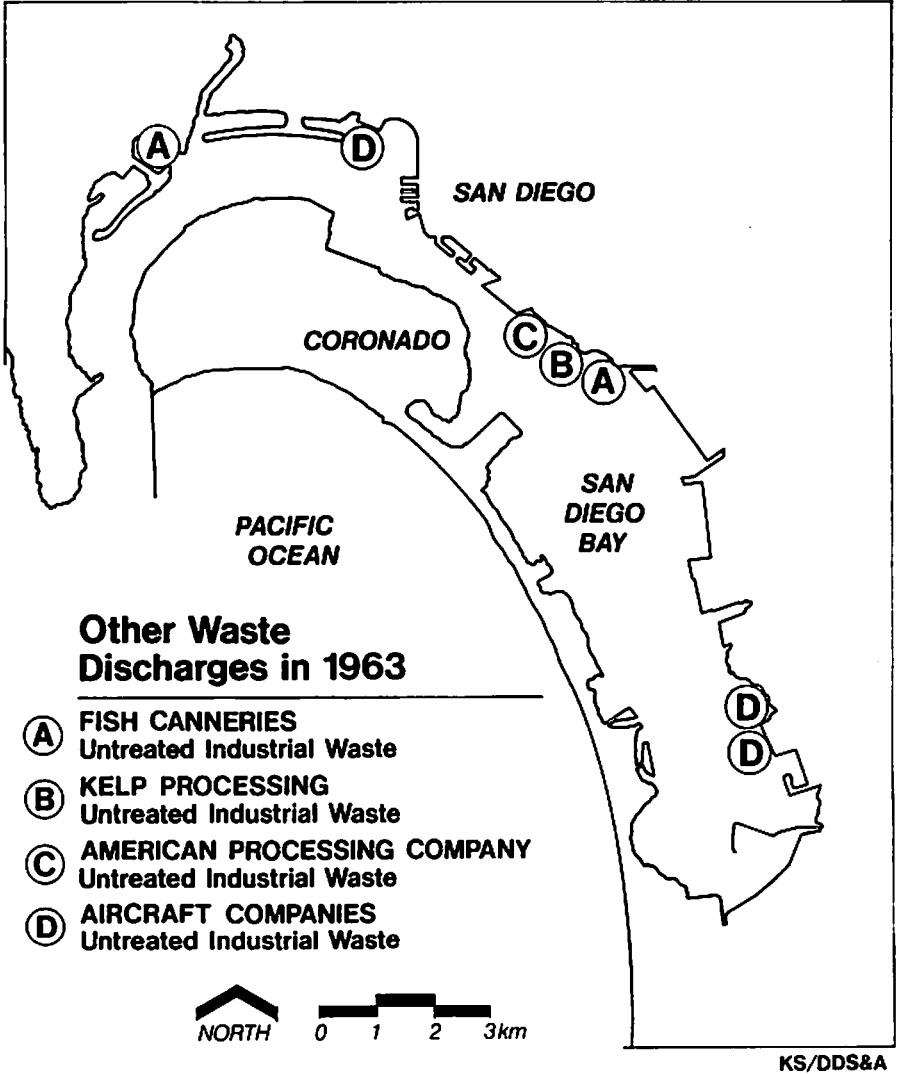 A
D
SAN DIEGO
CORONADO
C
B
A
SAN
DIEGO
BAY
PACIFIC
OCEAN
D
D
Other Waste
Discharges in 1963
A FISH CANNERIES
Untreated Industrial Waste
B KELP PROCESSING
Untreated Industrial Waste
C AMERICAN PROCESSING COMPANY
Untreated Industrial Waste
D AIRCRAFT COMPANIES
Untreated Industrial Waste
NORTH 0 1 2 3km
KS/DDS&A